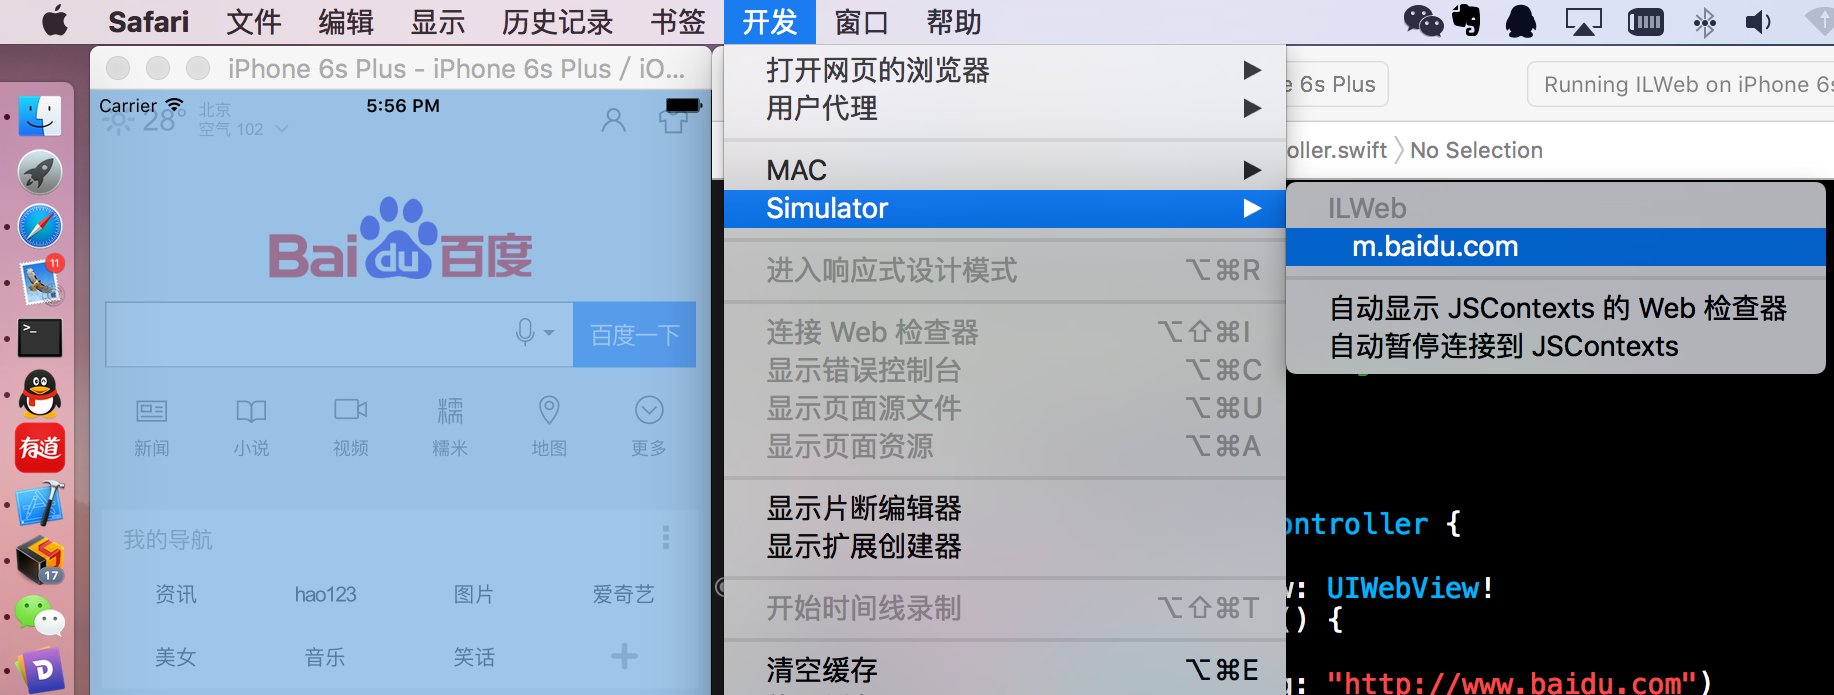 Safari 文件 编辑 显示 历史记录 书签 开发 窗口 帮助
iPhone 6s Plus - iPhone 6s Plus / iO...
Carrier 5:56 PM
28° 北京
空气 102
Bai du 百度
百度一下
糯
新闻 小说 视频 糯米 地图 更多
我的导航
资讯 hao123 图片 爱奇艺
美女 音乐 笑话
11
>_
有道
17
D
打开网页的浏览器
用户代理
MAC
Simulator
进入响应式设计模式 ⌥⌘R
连接 Web 检查器 ⌥⇧⌘I
显示错误控制台 ⌥⌘C
显示页面源文件 ⌥⌘U
显示页面资源 ⌥⌘A
显示片断编辑器
显示扩展创建器
开始时间线录制 ⌥⇧⌘T
清空缓存 ⌥⌘E
ILWeb
m.baidu.com
自动显示 JSContexts 的 Web 检查器
自动暂停连接到 JSContexts
e 6s Plus
Running ILWeb on iPhone 6s
oller.swift 〉No Selection
ontroller {
: UIWebView!
() {
: "http://www.baidu.com")